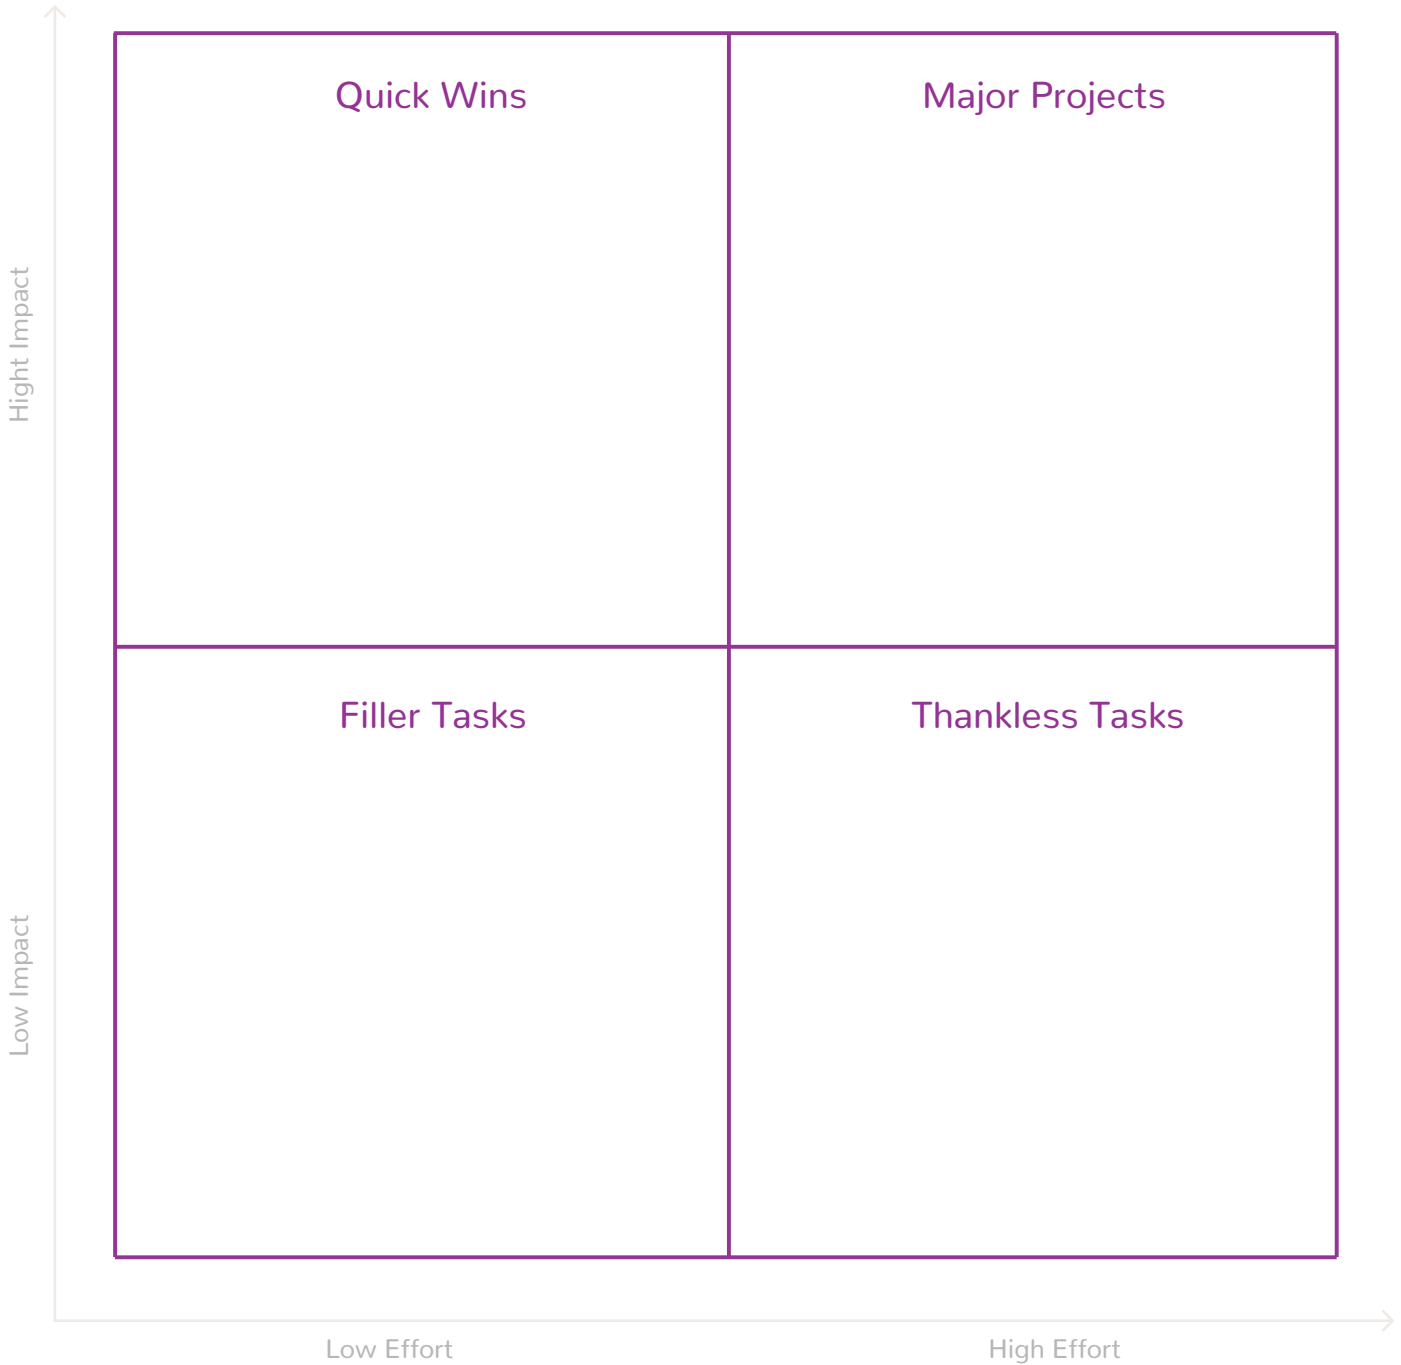 Quick Wins
Major Projects
Hight Impact
Filler Tasks
Thankless Tasks
Low Impact
Low Effort
High Effort